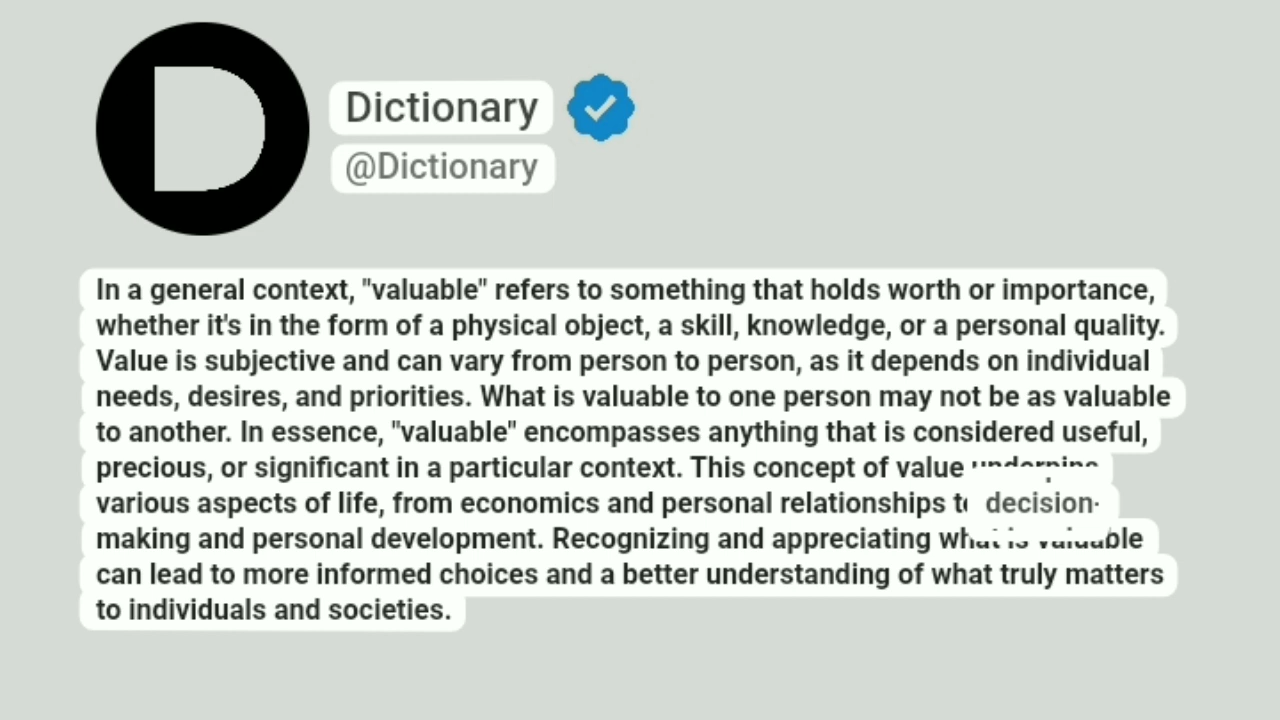 D
Dictionary
@Dictionary
In a general context, "valuable" refers to something that holds worth or importance,
whether it's in the form of a physical object, a skill, knowledge, or a personal quality.
Value is subjective and can vary from person to person, as it depends on individual
needs, desires, and priorities. What is valuable to one person may not be as valuable
to another. In essence, "valuable" encompasses anything that is considered useful,
precious, or significant in a particular context. This concept of value
various aspects of life, from economics and personal relationships to decision-
making and personal development. Recognizing and appreciating what is valuable
can lead to more informed choices and a better understanding of what truly matters
to individuals and societies.